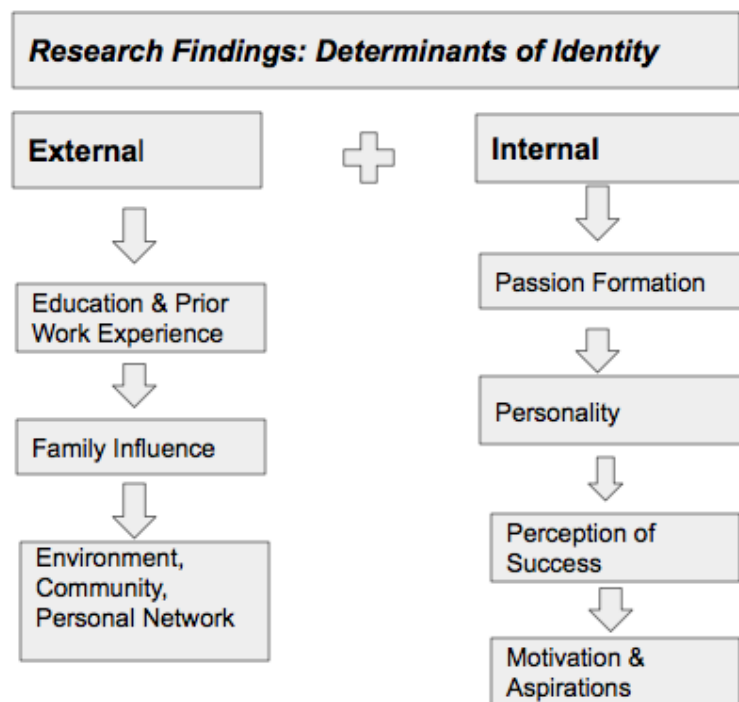 Research Findings: Determinants of Identity
External
Internal
Education & Prior
Work Experience
Family Influence
Environment,
Community,
Personal Network
Passion Formation
Personality
Perception of
Success
Motivation &
Aspirations